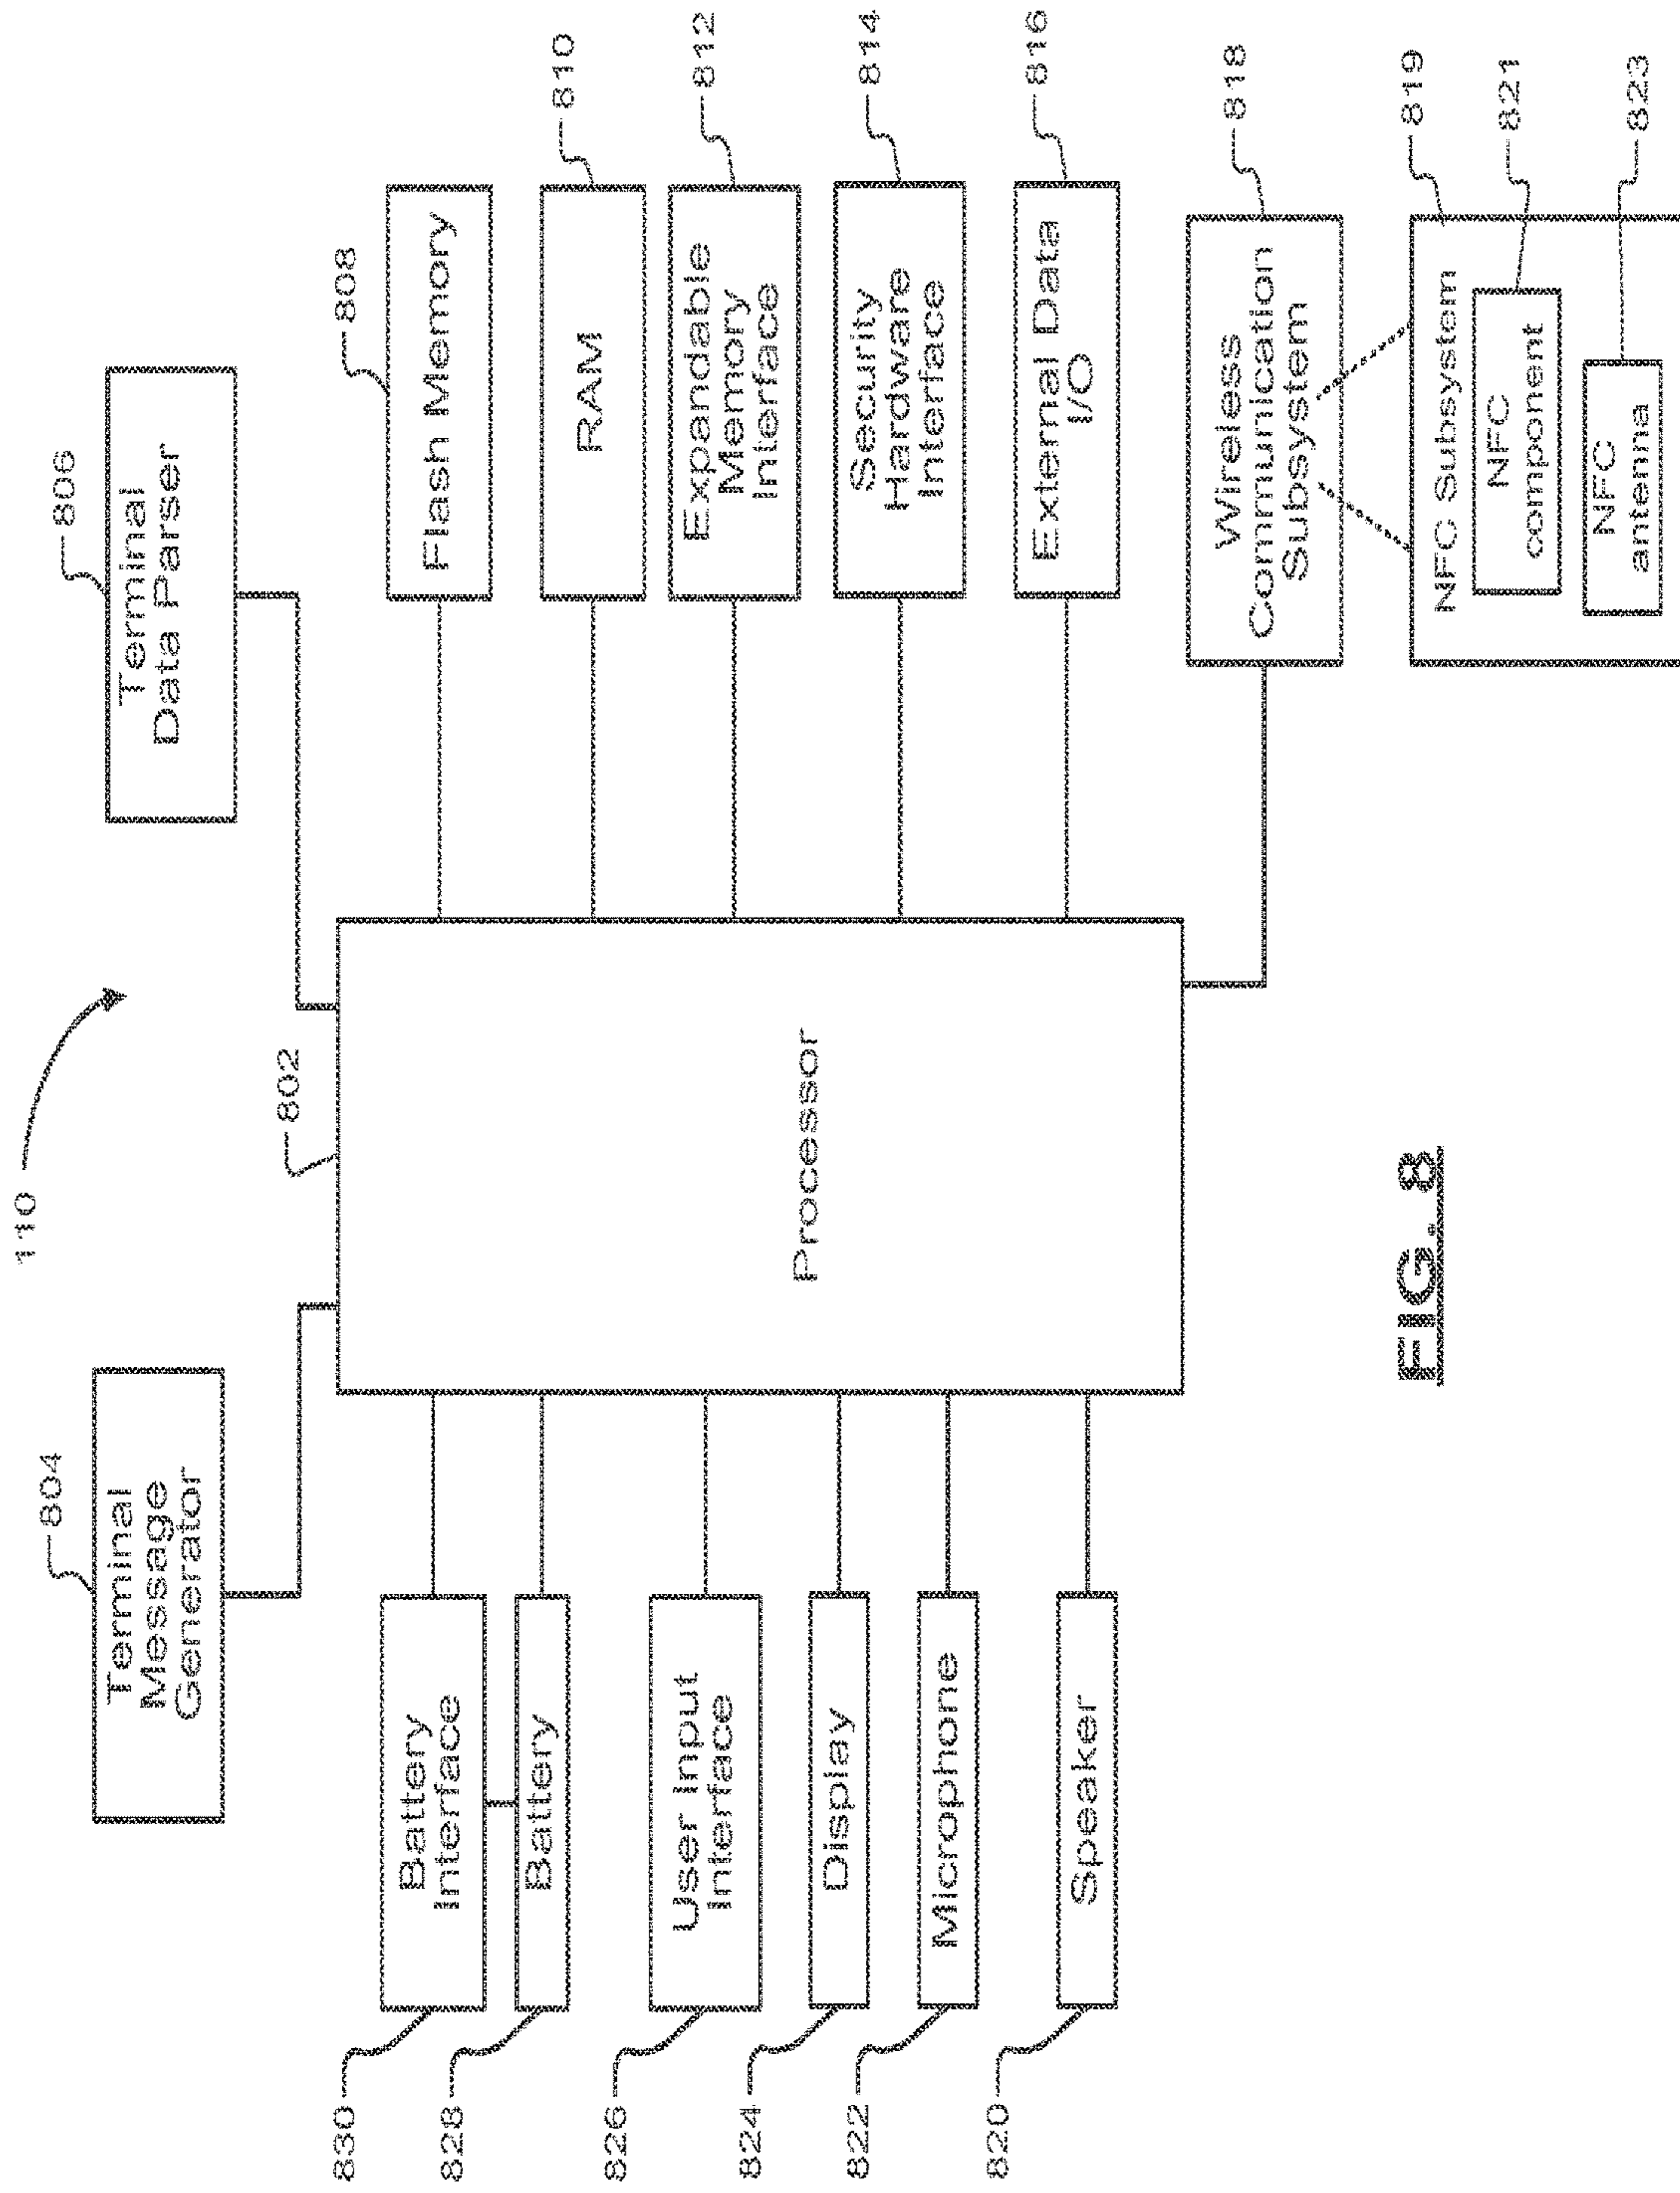 110
804
Terminal
Message
Generator
806
Terminal
Data Parser
802
Processor
830
Battery
Interface
828
Battery
826
User Input
Interface
824
Display
822
Microphone
820
Speaker
808
Flash Memory
810
RAM
812
Expandable
Memory
Interface
814
Security
Hardware
Interface
816
External Data
I/O
818
Wireless
Communication
Subsystem
819
NFC Subsystem
821
NFC
component
823
NFC
antenna
FIG. 8